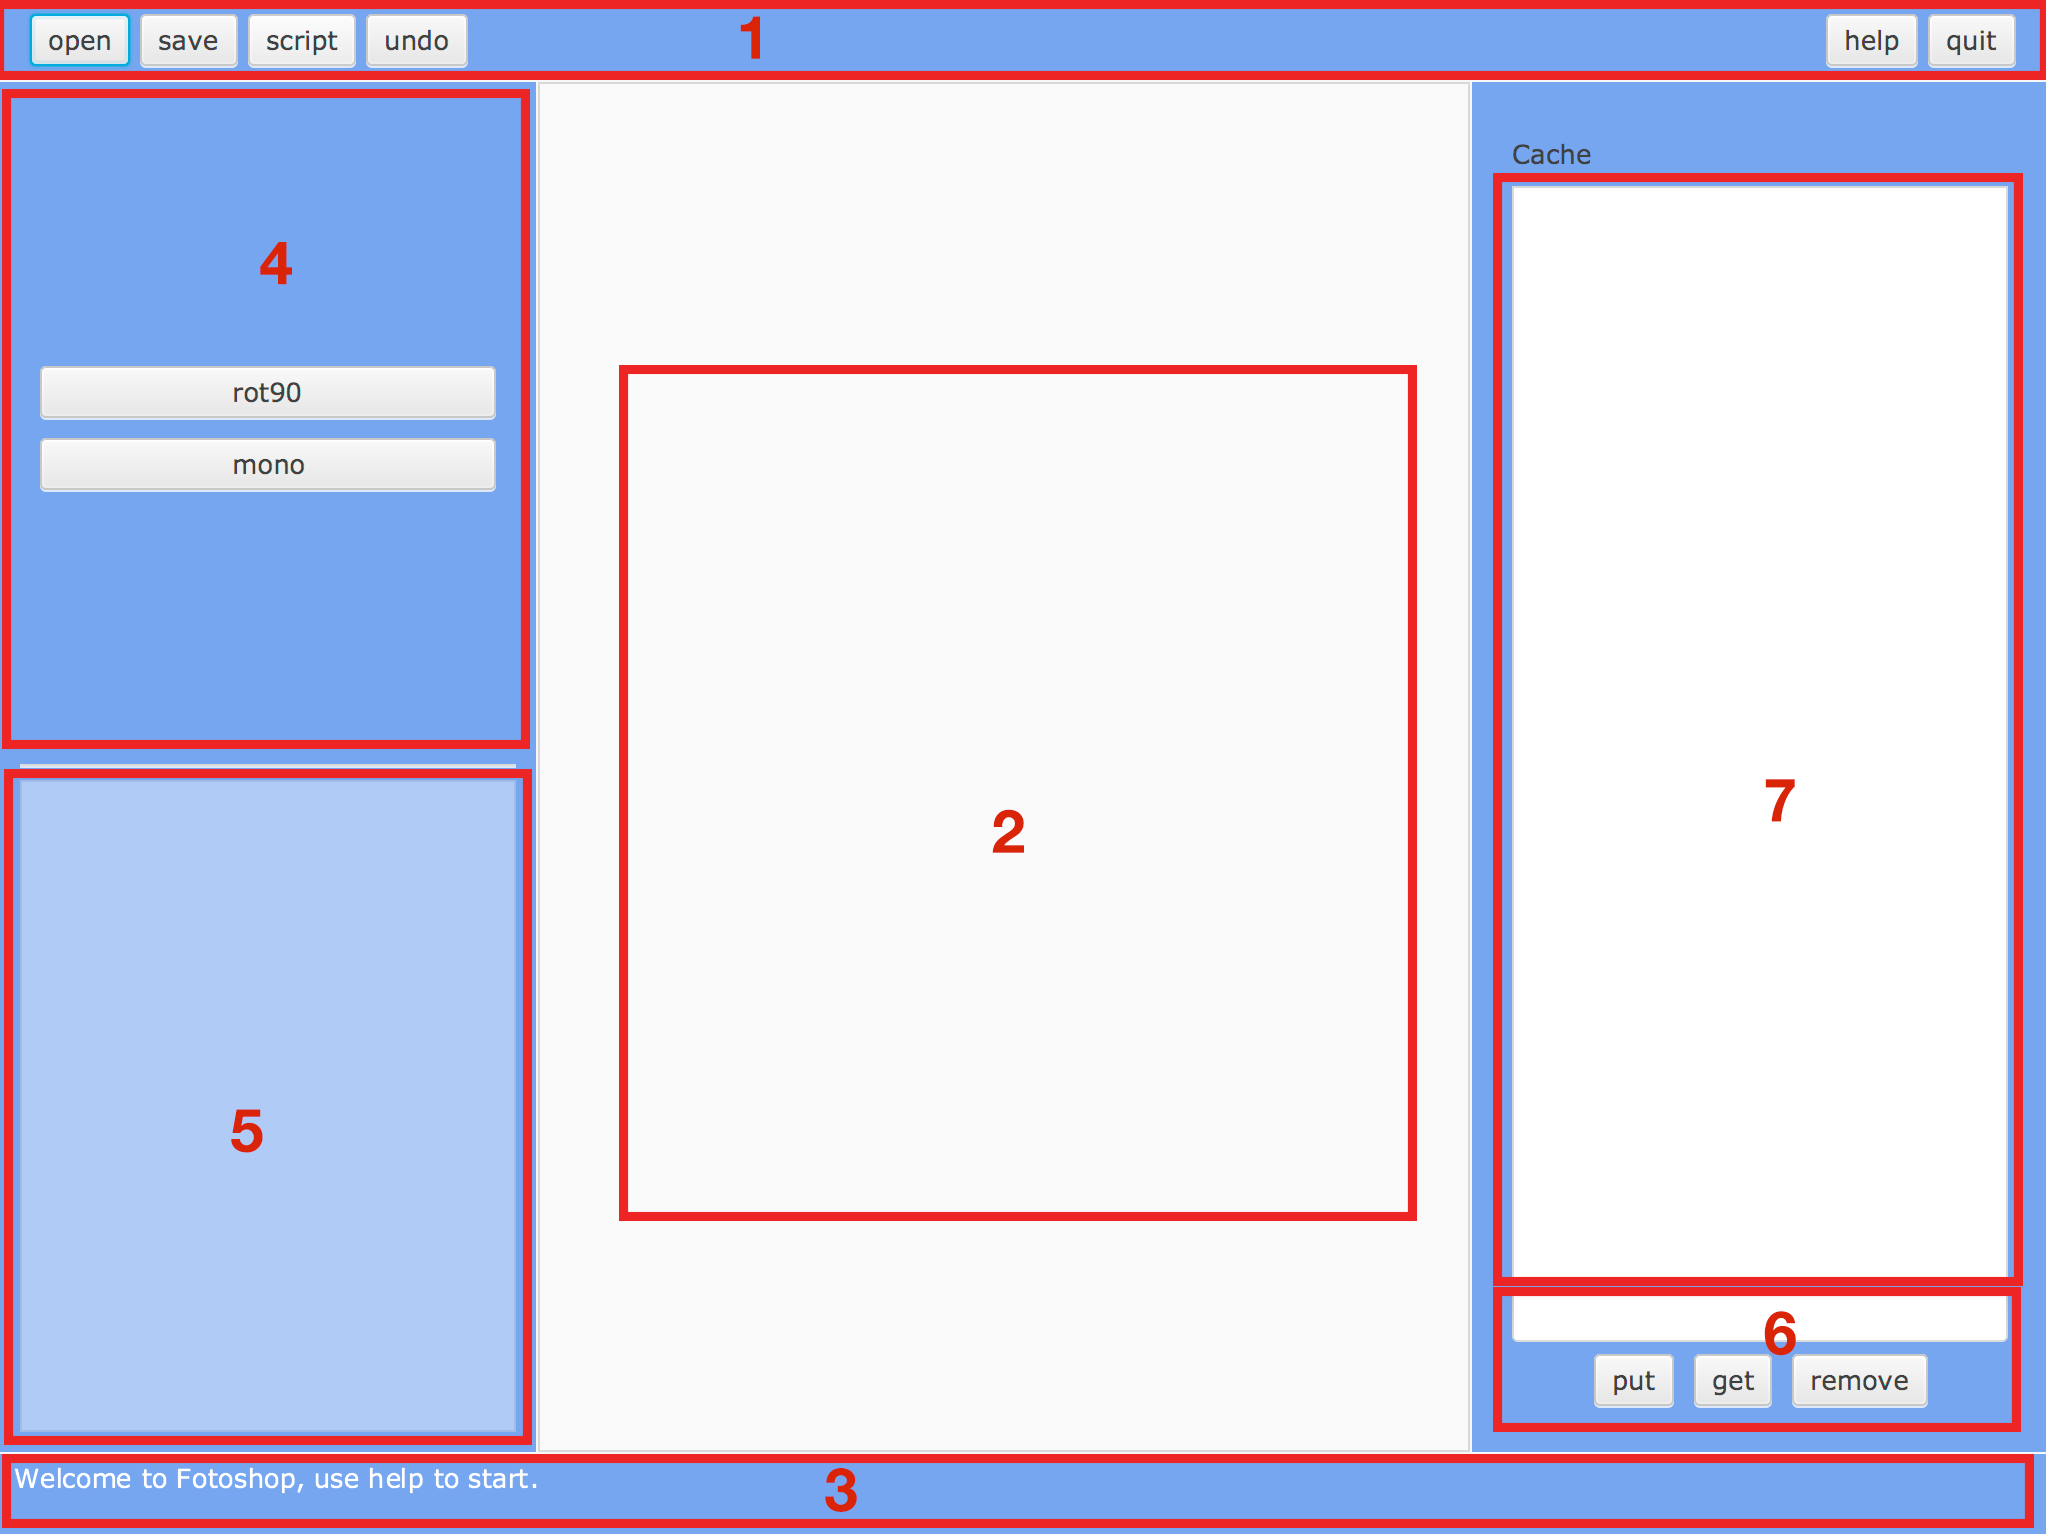 open save script undo 1 help quit
Cache
4
rot90
mono
2
7
5
6
put get remove
Welcome to Fotoshop, use help to start. 3